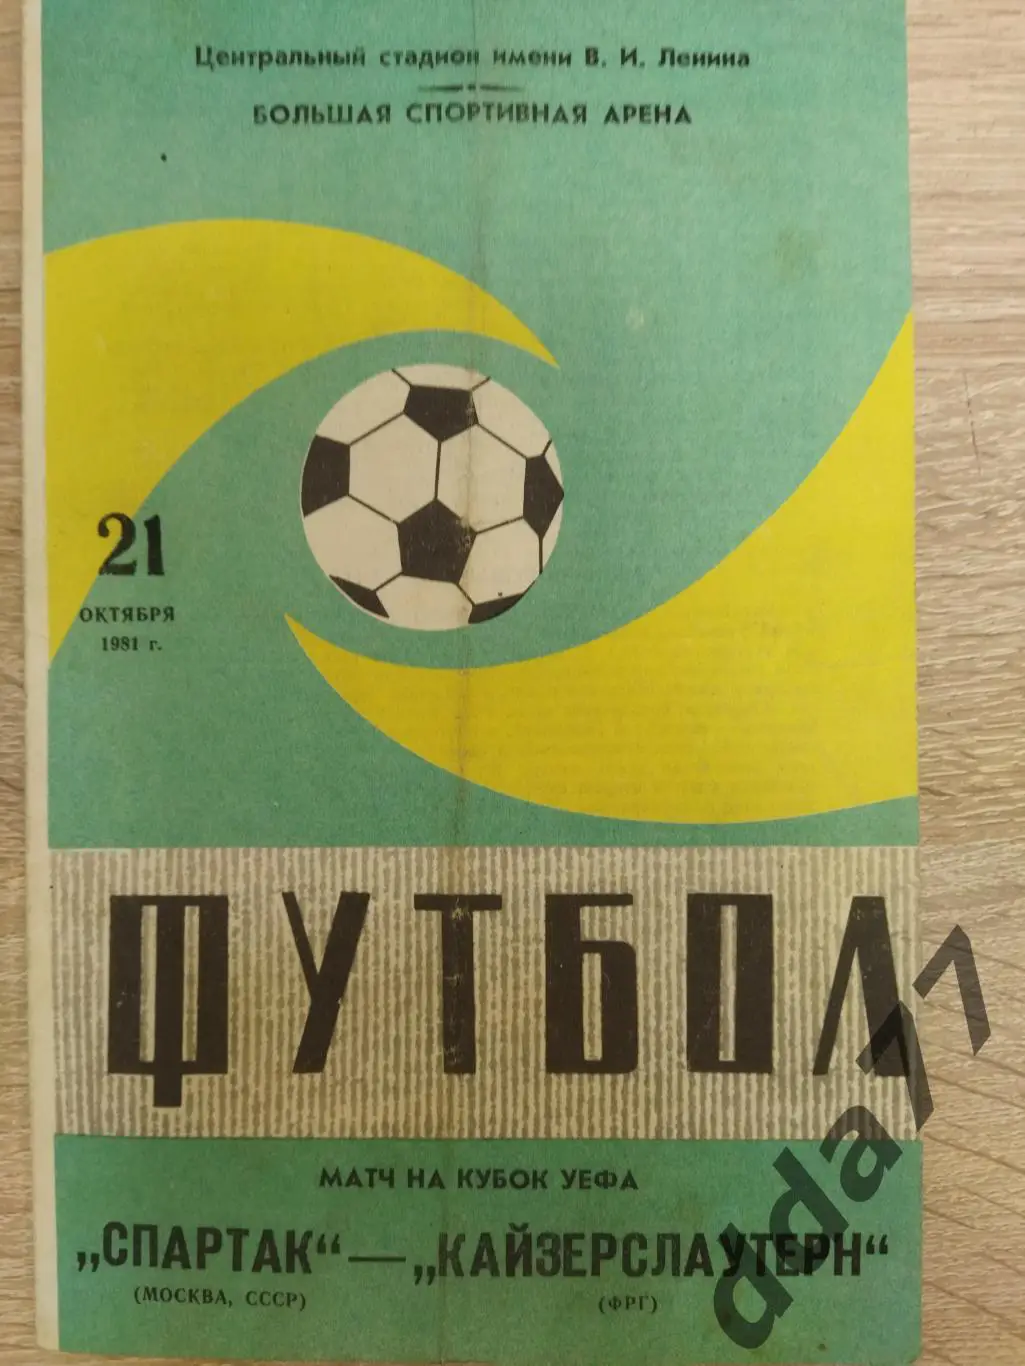 Центральный стадион имени В. И. Ленина
БОЛЬШАЯ СПОРТИВНАЯ АРЕНА
21
ОКТЯБРЯ
1981 г.
ФУТБОЛ
МАТЧ НА КУБОК УЕФА
„СПАРТАК“ — „КАЙЗЕРСЛАУТЕРН“
(МОСКВА, СССР) (ФРГ)
dda77